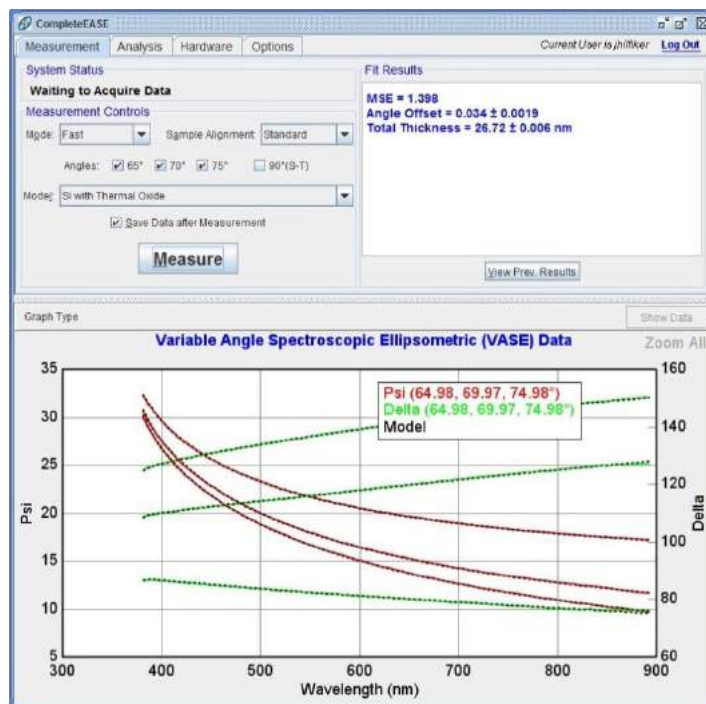 CompleteEASE
Measurement Analysis Hardware Options Current User is jhilfiker Log Out
System Status
Waiting to Acquire Data
Measurement Controls
Mode: Fast Sample Alignment: Standard
Angles: 65° 70° 75° 90°(S-T)
Model: Si with Thermal Oxide
Save Data after Measurement
Measure
Fit Results
MSE = 1.398
Angle Offset = 0.034 ± 0.0019
Total Thickness = 26.72 ± 0.006 nm
View Prev. Results
Graph Type Show Data
Variable Angle Spectroscopic Ellipsometric (VASE) Data Zoom All
Psi (64.98, 69.97, 74.98°)
Delta (64.98, 69.97, 74.98°)
Model
35
30
25
20
15
10
5
Psi
160
140
120
100
80
60
Delta
300 400 500 600 700 800 900
Wavelength (nm)